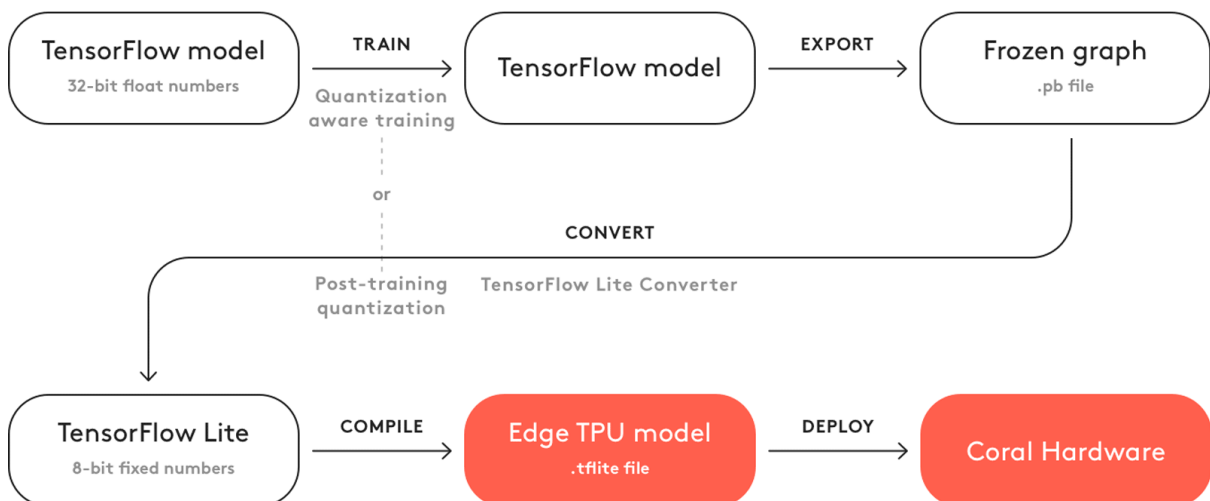 TensorFlow model
32-bit float numbers
TRAIN
Quantization
aware training
TensorFlow model
EXPORT
Frozen graph
.pb file
or
CONVERT
Post-training
quantization
TensorFlow Lite Converter
TensorFlow Lite
8-bit fixed numbers
COMPILE
Edge TPU model
.tflite file
DEPLOY
Coral Hardware